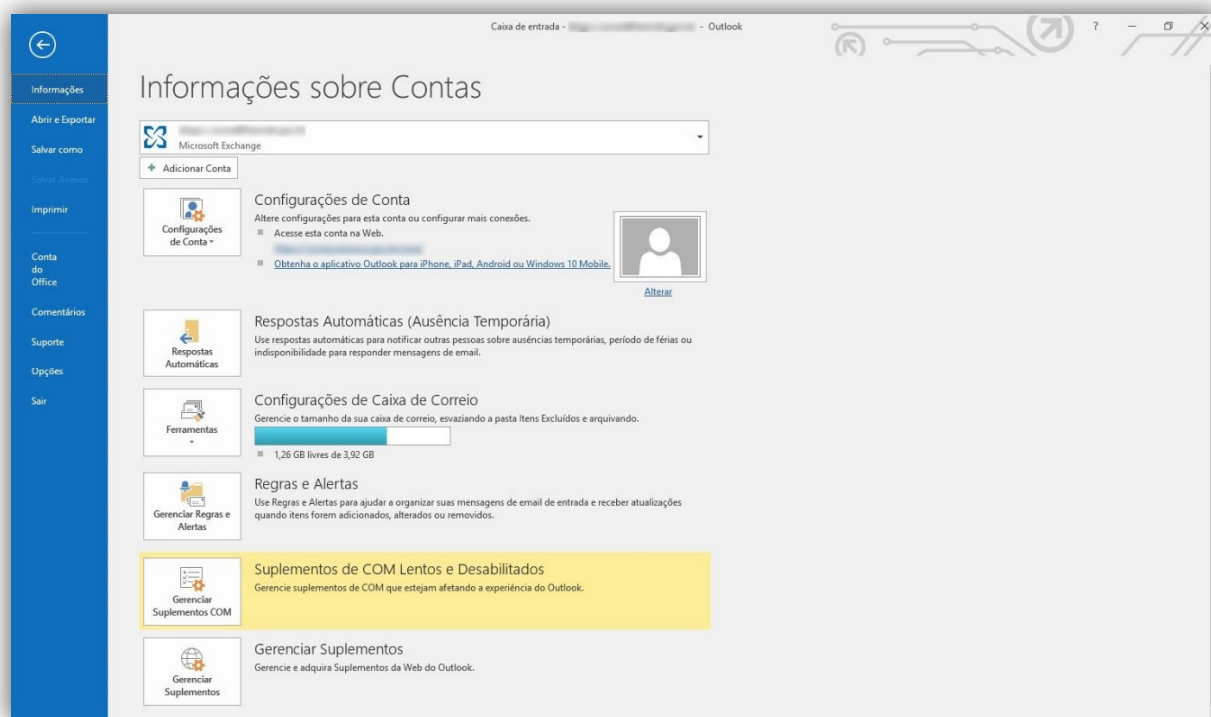 Caixa de entrada - - Outlook
?
Informações
Abrir e Exportar
Salvar como
Salvar Anexos
Imprimir
Conta
do
Office
Comentários
Suporte
Opções
Sair
Informações sobre Contas
Microsoft Exchange
Adicionar Conta
Configurações
de Conta
Configurações de Conta
Altere configurações para esta conta ou configurar mais conexões.
Acesse esta conta na Web.
Obtenha o aplicativo Outlook para iPhone, iPad, Android ou Windows 10 Mobile.
Alterar
Respostas
Automáticas
Respostas Automáticas (Ausência Temporária)
Use respostas automáticas para notificar outras pessoas sobre ausências temporárias, período de férias ou
indisponibilidade para responder mensagens de email.
Ferramentas
Configurações de Caixa de Correio
Gerencie o tamanho da sua caixa de correio, esvaziando a pasta Itens Excluídos e arquivando.
1,26 GB livres de 3,92 GB
Gerenciar Regras e
Alertas
Regras e Alertas
Use Regras e Alertas para ajudar a organizar suas mensagens de email de entrada e receber atualizações
quando itens forem adicionados, alterados ou removidos.
Gerenciar
Suplementos COM
Suplementos de COM Lentos e Desabilitados
Gerencie suplementos de COM que estejam afetando a experiência do Outlook.
Gerenciar
Suplementos
Gerenciar Suplementos
Gerencie e adquira Suplementos da Web do Outlook.